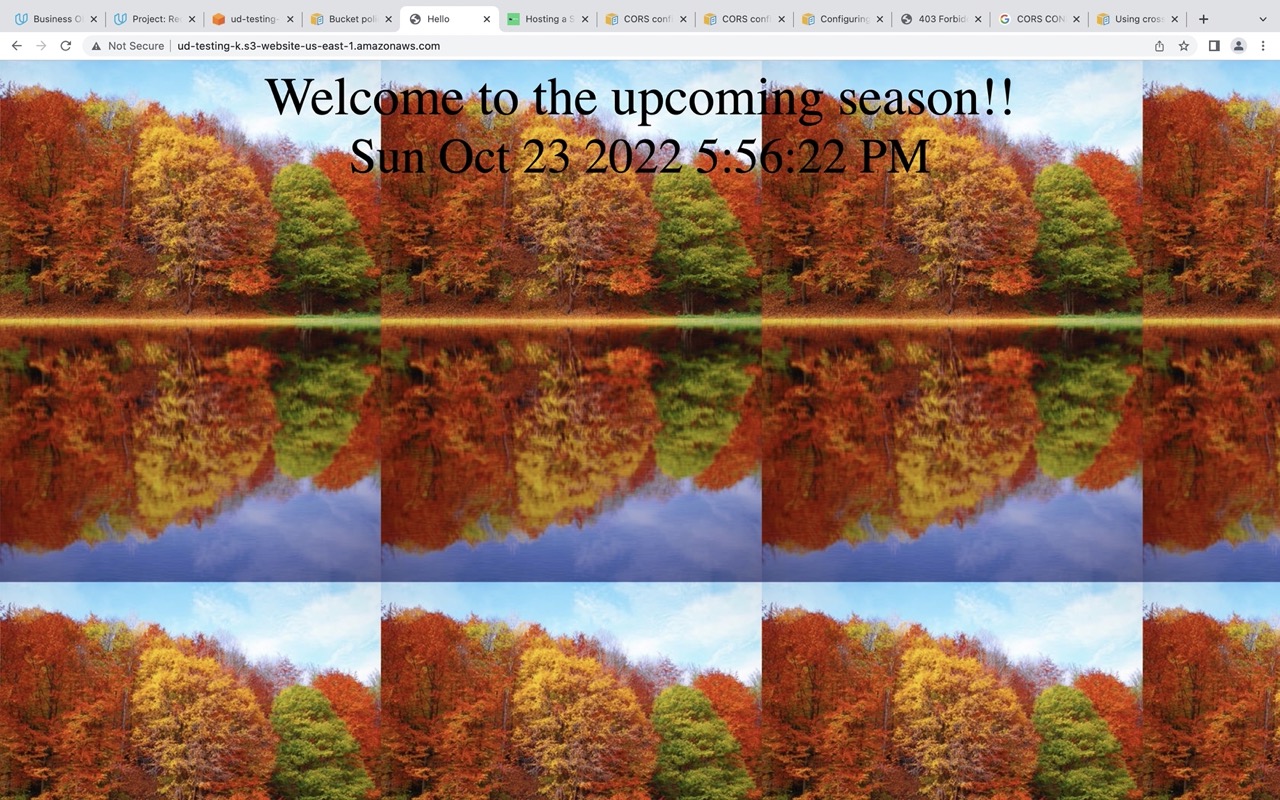 Business O
Project: Re
ud-testing-
Bucket pol
Hello
Hosting a S
CORS conf
CORS conf
Configuring
403 Forbid
CORS CON
Using cros
Not Secure
ud-testing-k.s3-website-us-east-1.amazonaws.com
Welcome to the upcoming season!!
Sun Oct 23 2022 5:56:22 PM